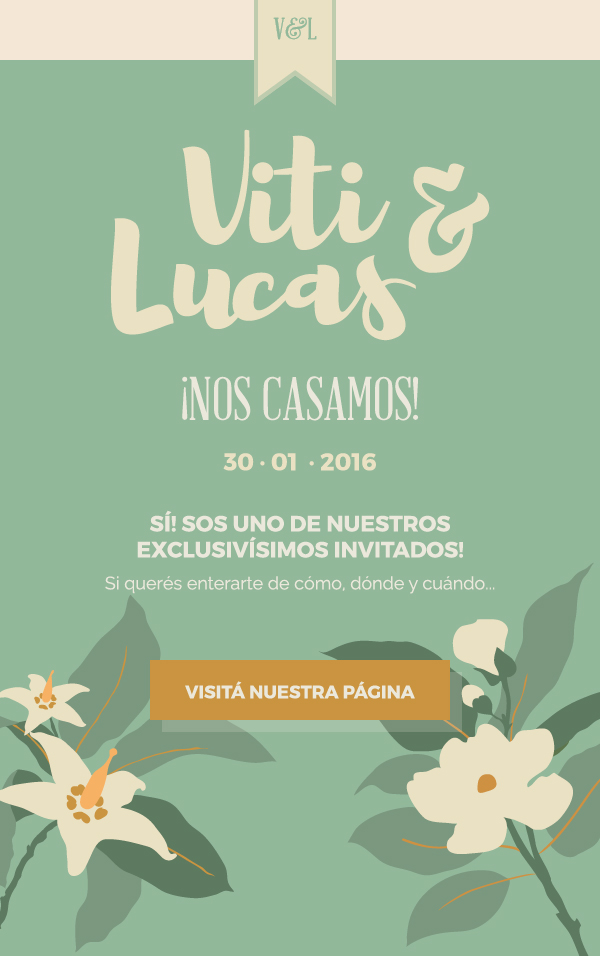 V&L
Viti &
Lucas
¡NOS CASAMOS!
30 · 01 · 2016
SÍ! SOS UNO DE NUESTROS
EXCLUSIVÍSIMOS INVITADOS!
Si querés enterarte de cómo, dónde y cuándo...
VISITÁ NUESTRA PÁGINA